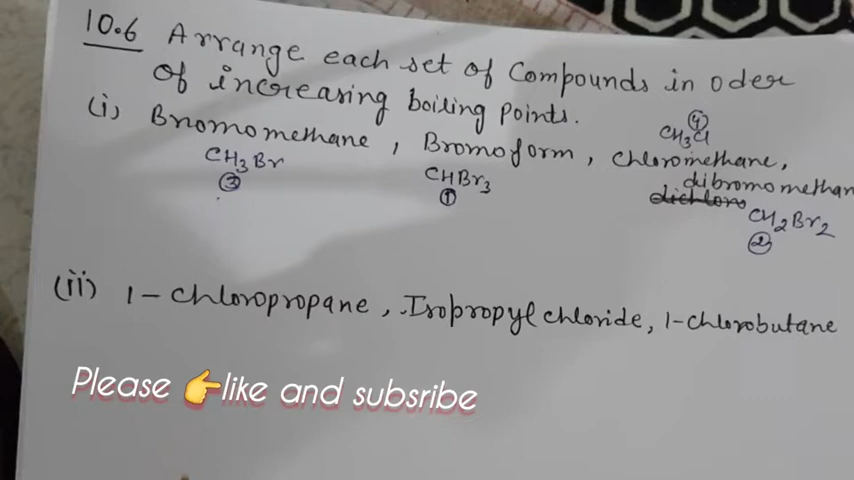 10.6 Arrange each set of Compounds in oder
of increasing boiling points.
(i) Bromomethane, Bromoform, Chloromethane,
CH3Br CHBr3 CH3Cl
③ ① ④
dibromomethan
dichloro
CH2Br2
②
(ii) 1-Chloropropane, Isopropyl chloride, 1-chlorobutane
Please 👉like and subsribe